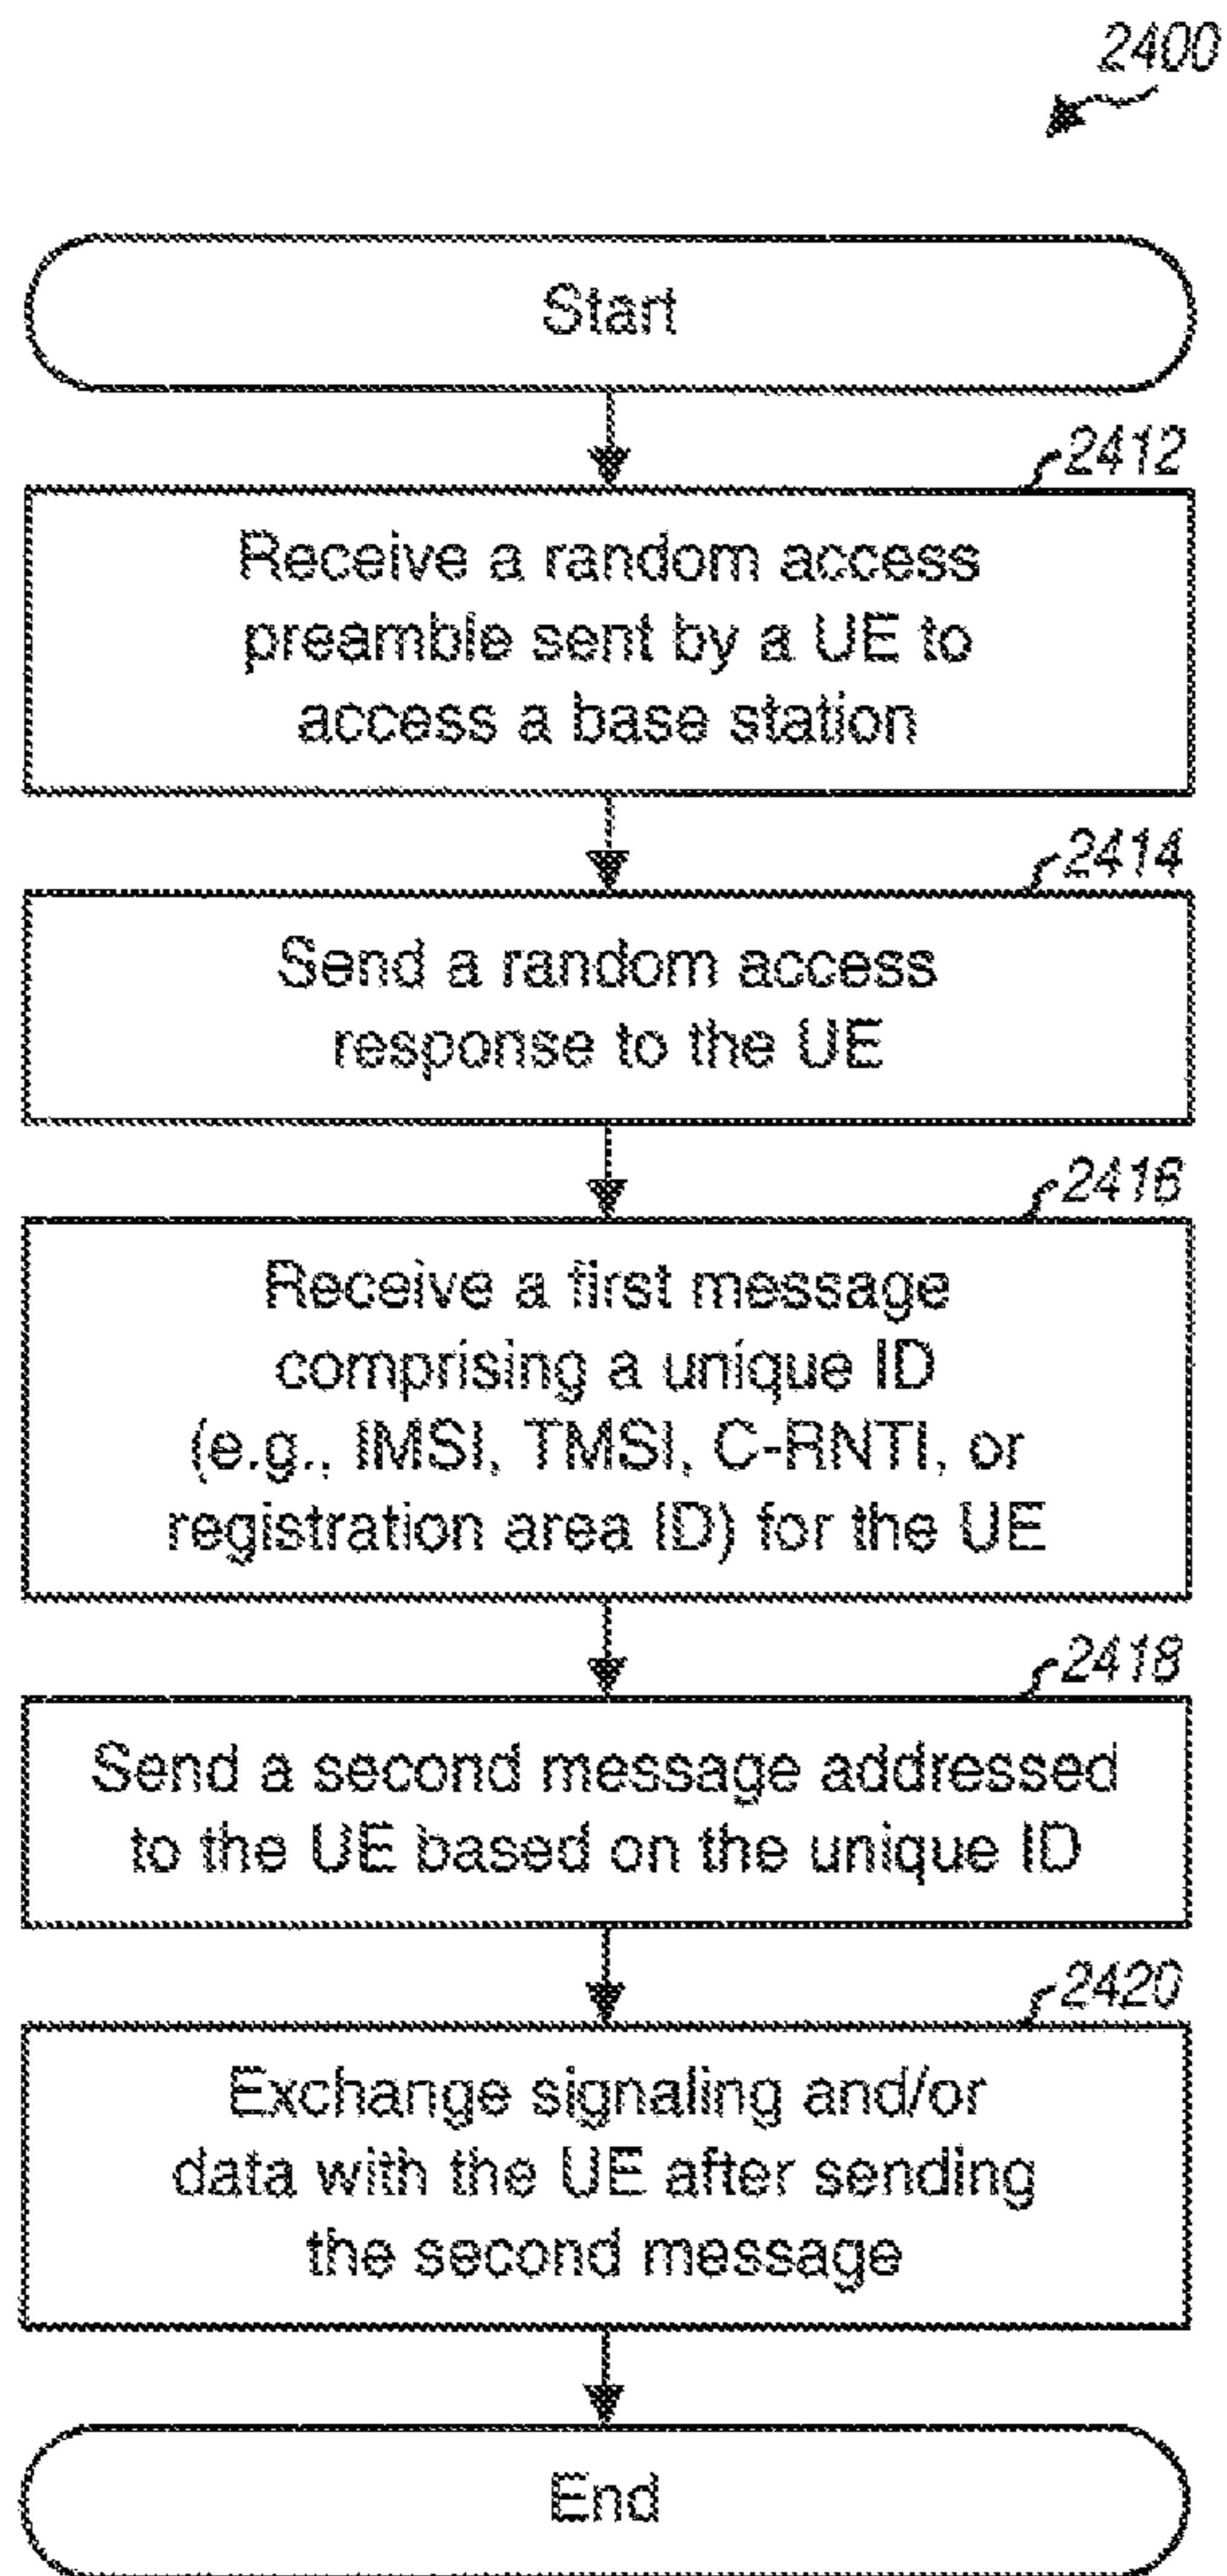 2400
Start
2412
Receive a random access
preamble sent by a UE to
access a base station
2414
Send a random access
response to the UE
2416
Receive a first message
comprising a unique ID
(e.g., IMSI, TMSI, C-RNTI, or
registration area ID) for the UE
2418
Send a second message addressed
to the UE based on the unique ID
2420
Exchange signaling and/or
data with the UE after sending
the second message
End